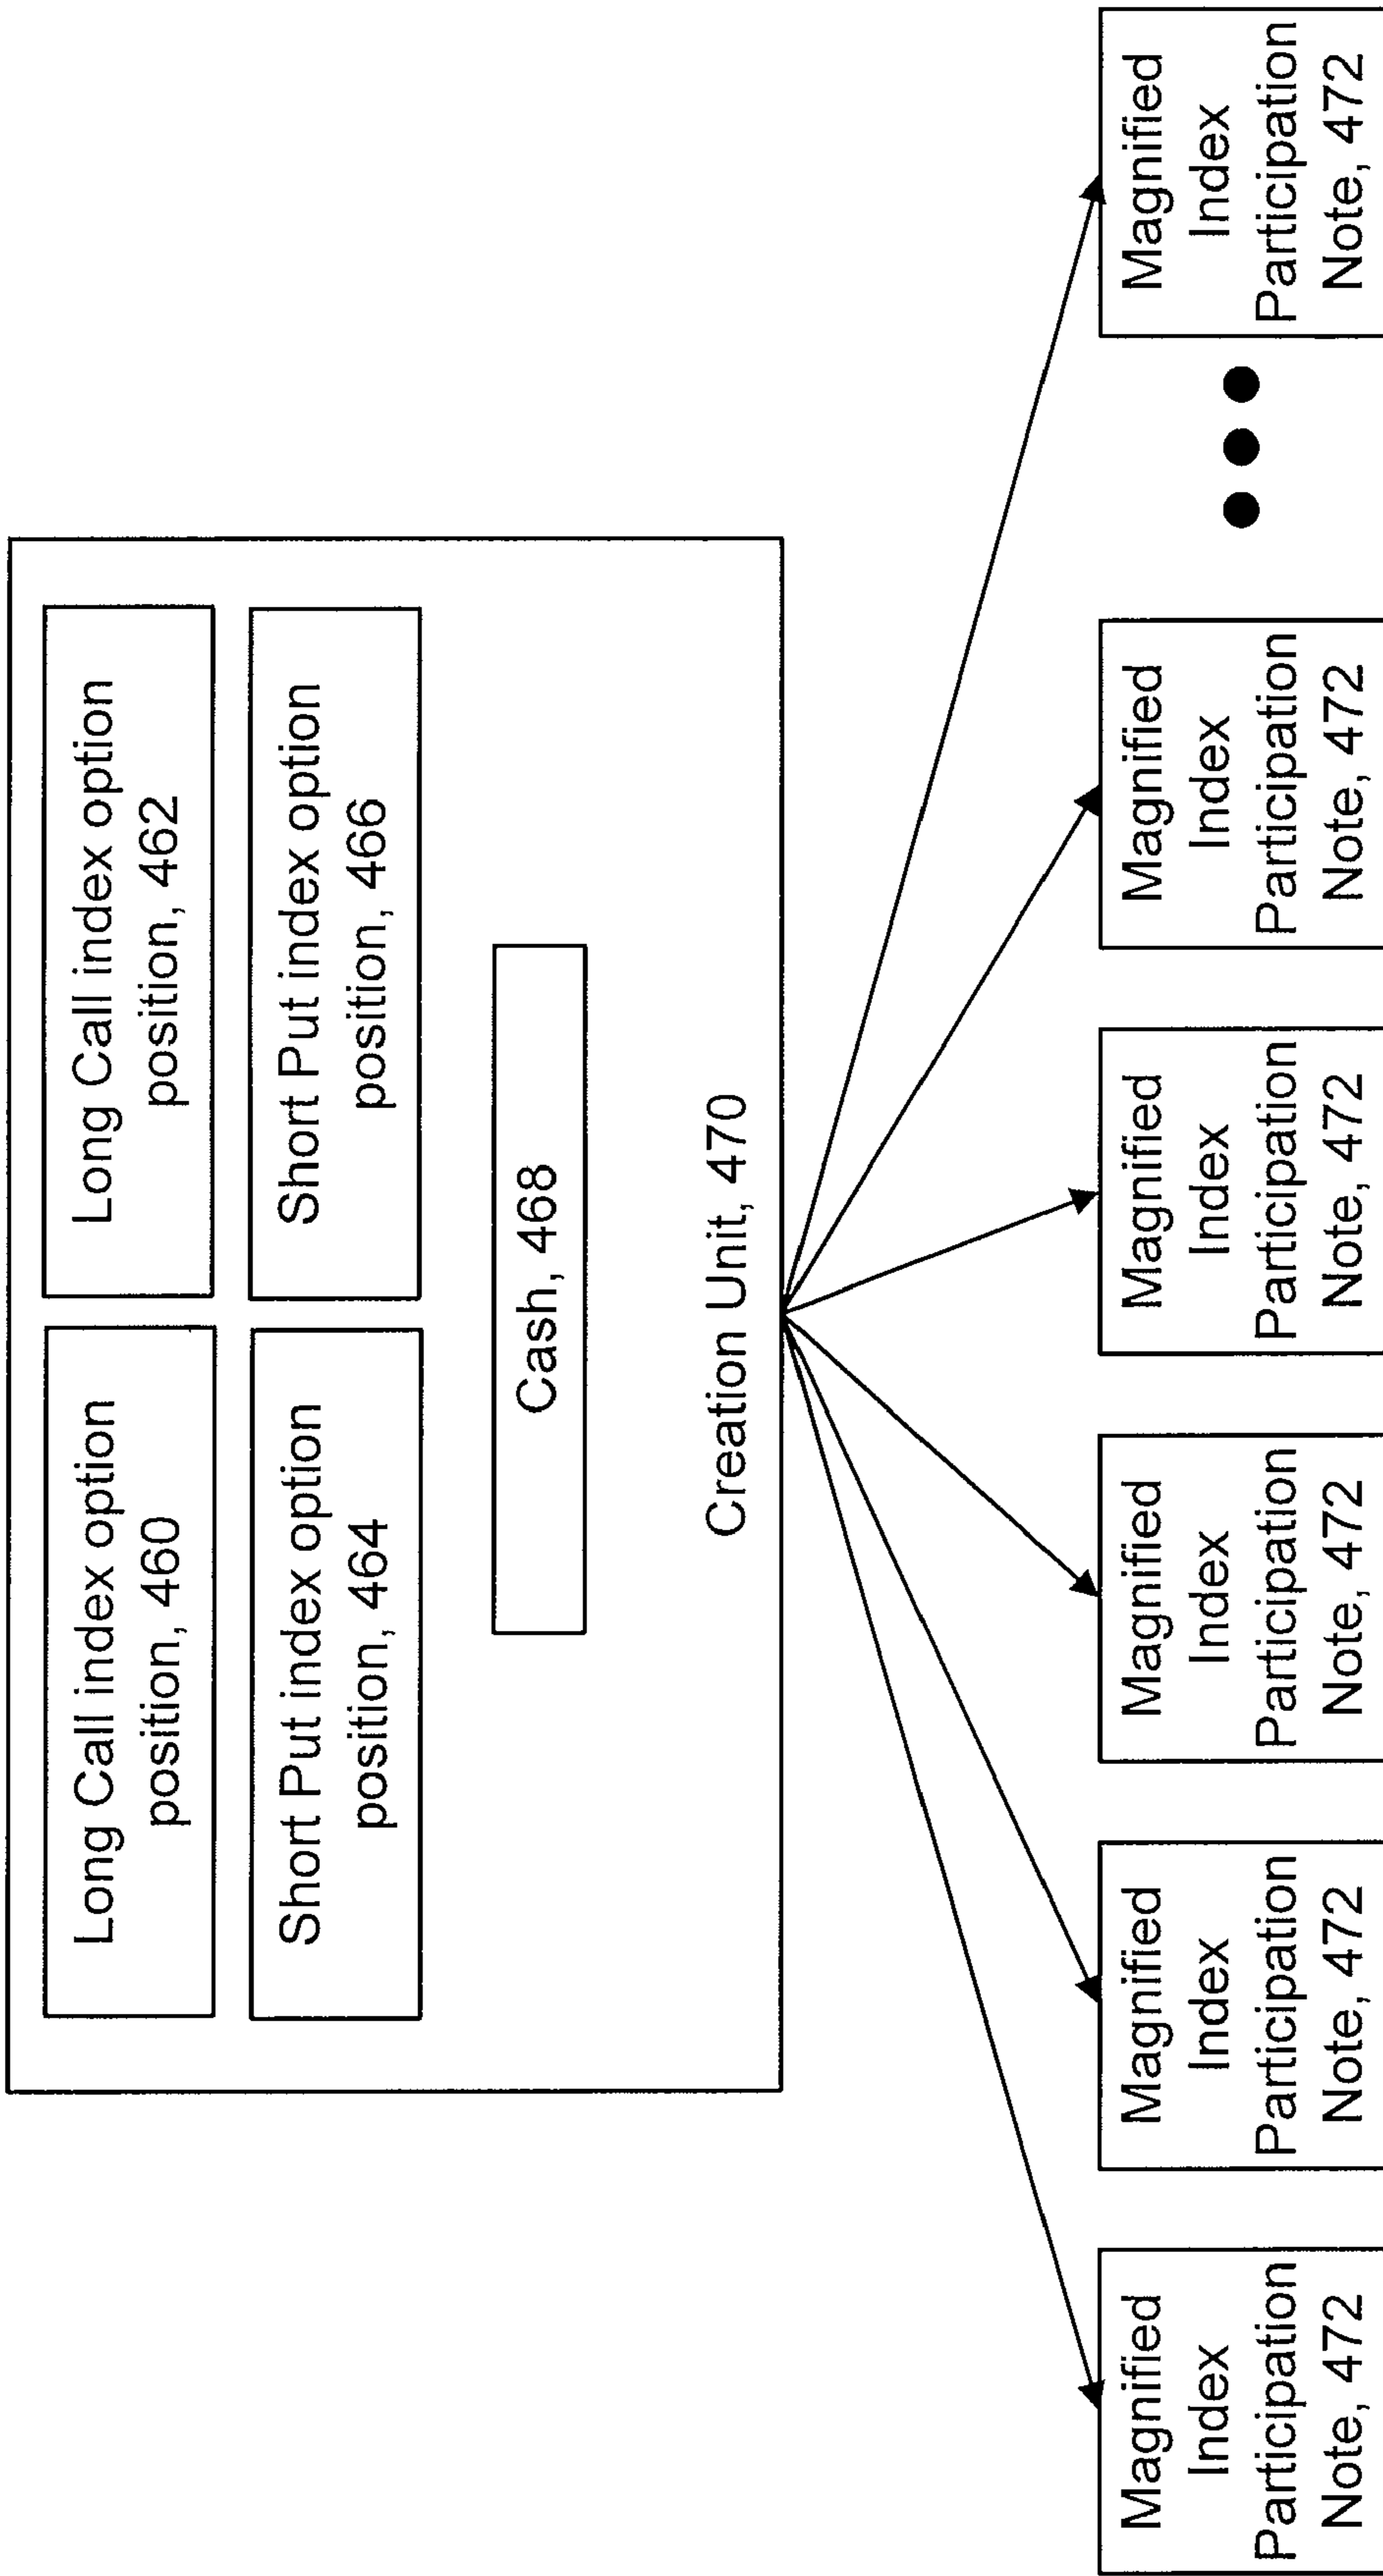 Long Call index option
position, 460
Long Call index option
position, 462
Short Put index option
position, 464
Short Put index option
position, 466
Cash, 468
Creation Unit, 470
Magnified
Index
Participation
Note, 472
Magnified
Index
Participation
Note, 472
Magnified
Index
Participation
Note, 472
Magnified
Index
Participation
Note, 472
Magnified
Index
Participation
Note, 472
Magnified
Index
Participation
Note, 472